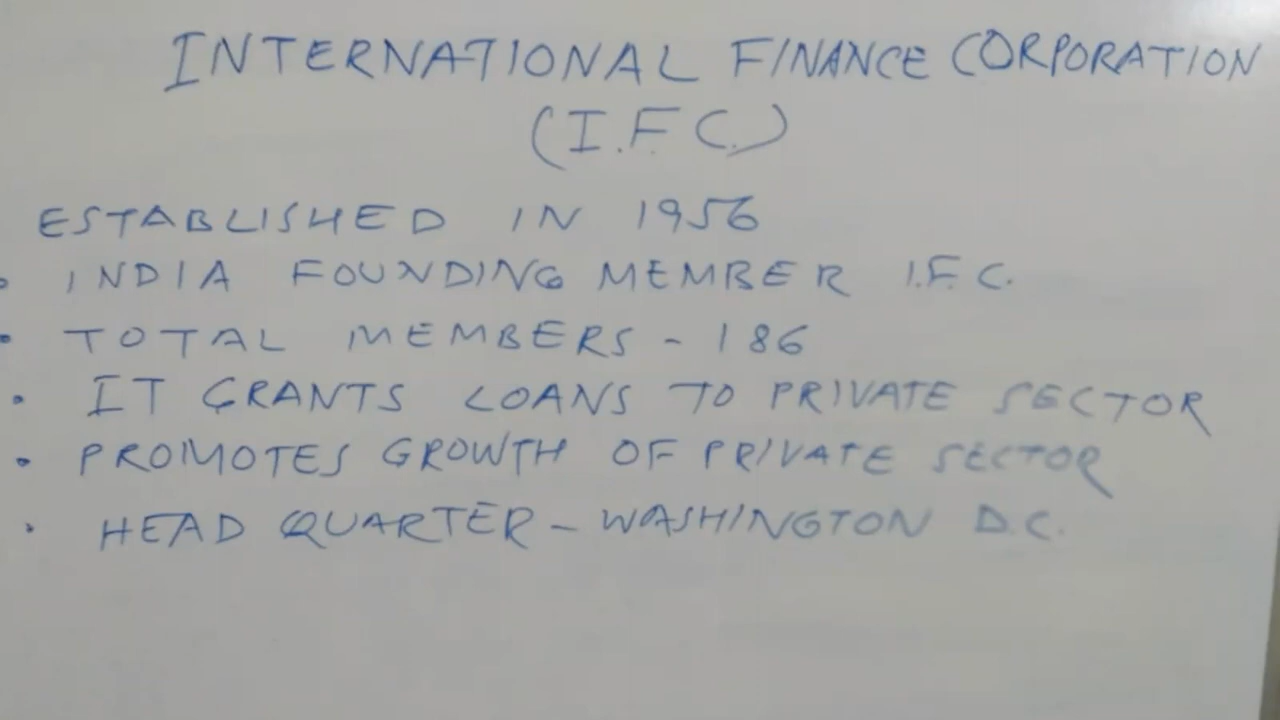 INTERNATIONAL FINANCE CORPORATION
(I.F.C.)
ESTABLISHED IN 1956
• INDIA FOUNDING MEMBER I.F.C.
• TOTAL MEMBERS - 186
• IT GRANTS LOANS TO PRIVATE SECTOR
• PROMOTES GROWTH OF PRIVATE SECTOR
• HEAD QUARTER - WASHINGTON D.C.